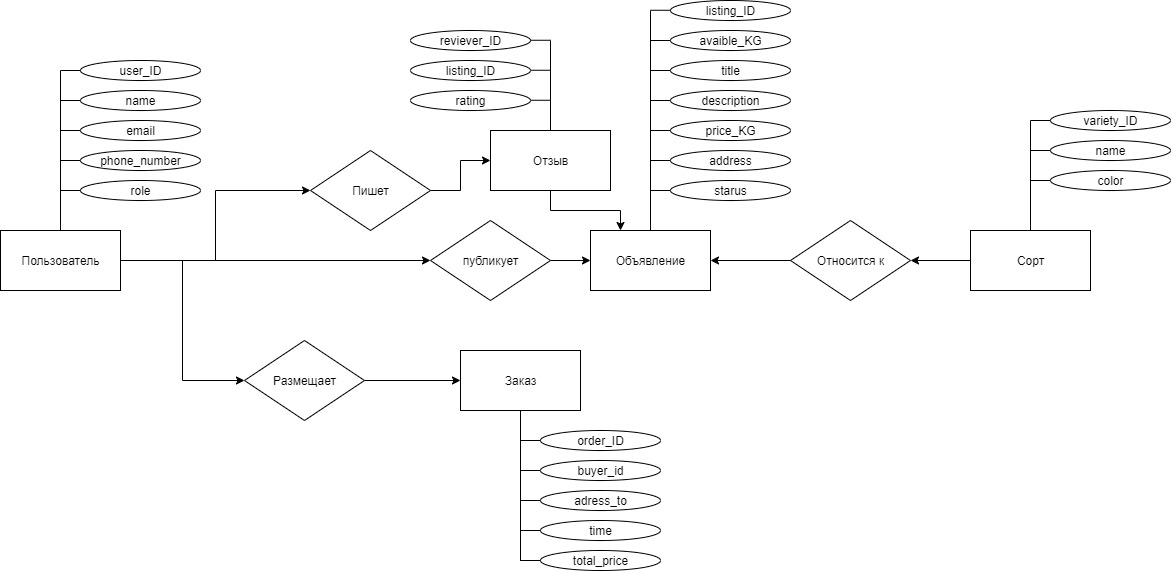 listing_ID
avaible_KG
title
description
price_KG
address
starus
reviever_ID
listing_ID
rating
user_ID
name
email
phone_number
role
variety_ID
name
color
Отзыв
Пишет
Пользователь
публикует
Объявление
Относится к
Сорт
Размещает
Заказ
order_ID
buyer_id
adress_to
time
total_price